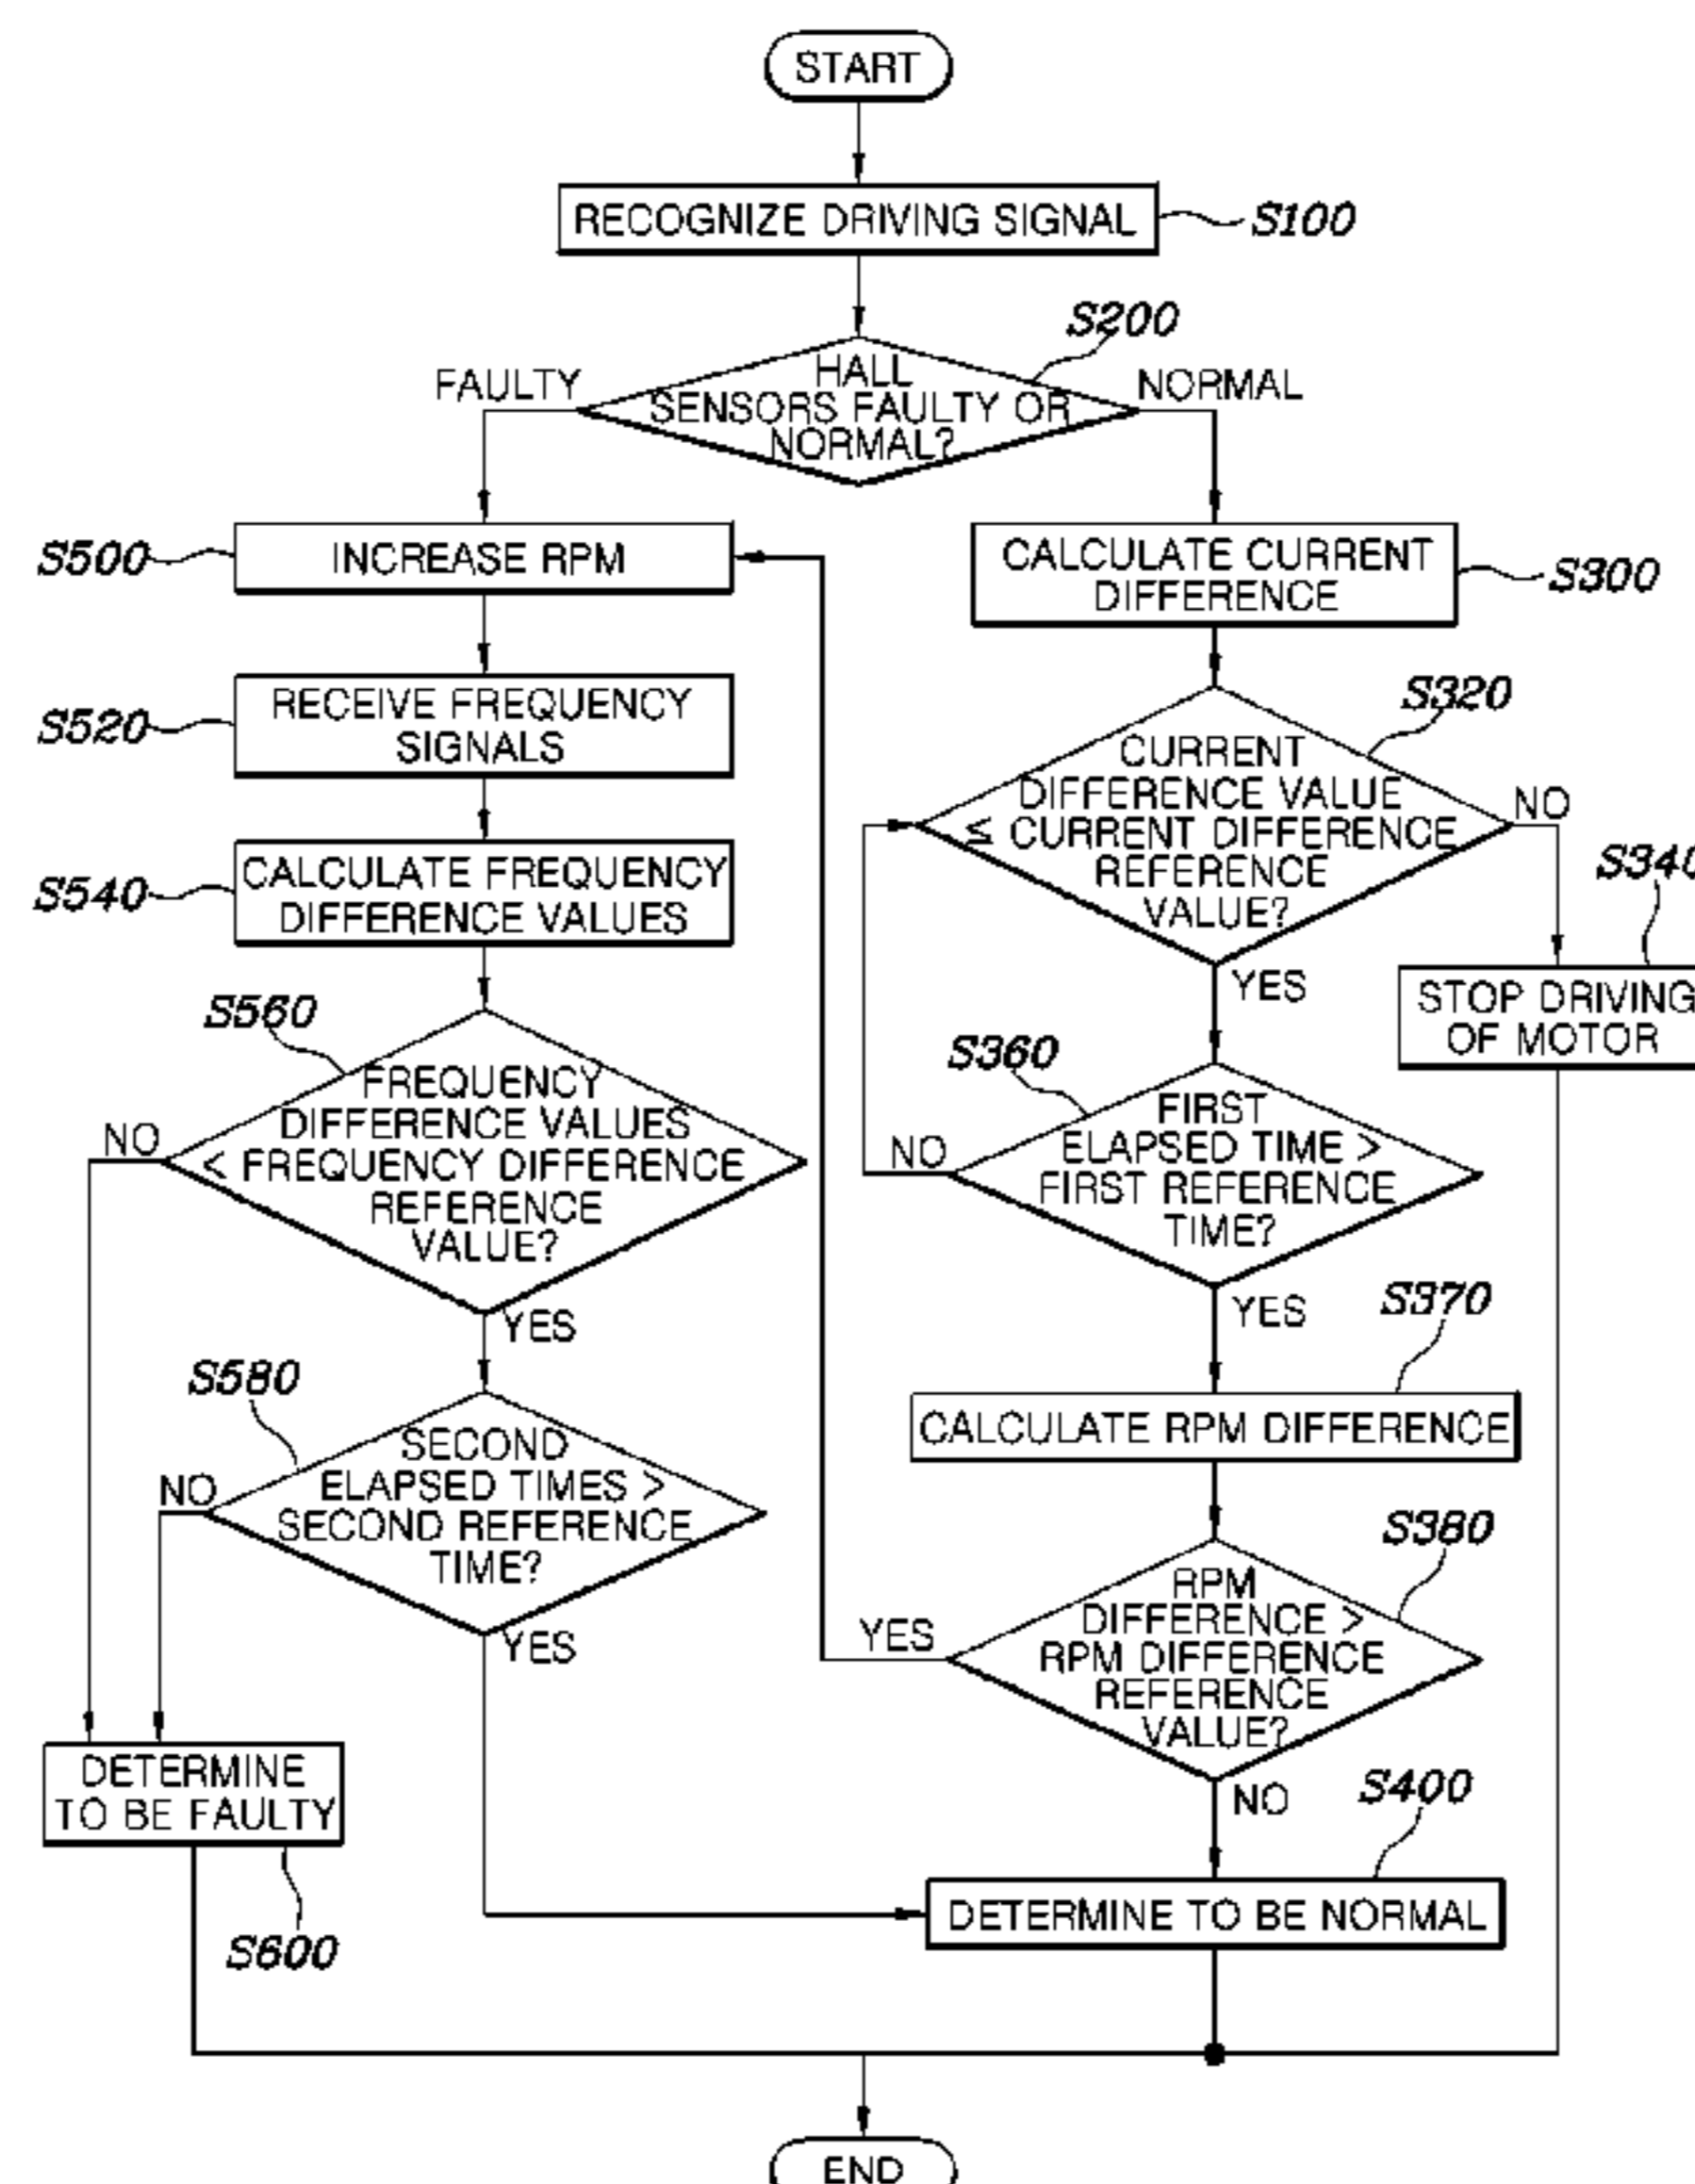 START
RECOGNIZE DRIVING SIGNAL
S100
S200
HALL
SENSORS FAULTY OR
NORMAL?
FAULTY
NORMAL
S500
INCREASE RPM
CALCULATE CURRENT
DIFFERENCE
S300
S520
RECEIVE FREQUENCY
SIGNALS
S320
CURRENT
DIFFERENCE VALUE
≤ CURRENT DIFFERENCE
REFERENCE
VALUE?
NO
YES
S340
STOP DRIVING
OF MOTOR
S540
CALCULATE FREQUENCY
DIFFERENCE VALUES
S560
FREQUENCY
DIFFERENCE VALUES
< FREQUENCY DIFFERENCE
REFERENCE
VALUE?
NO
YES
S360
FIRST
ELAPSED TIME >
FIRST REFERENCE
TIME?
NO
YES
S370
CALCULATE RPM DIFFERENCE
S580
SECOND
ELAPSED TIMES >
SECOND REFERENCE
TIME?
NO
YES
S380
RPM
DIFFERENCE >
RPM DIFFERENCE
REFERENCE
VALUE?
YES
NO
DETERMINE
TO BE FAULTY
S600
S400
DETERMINE TO BE NORMAL
END